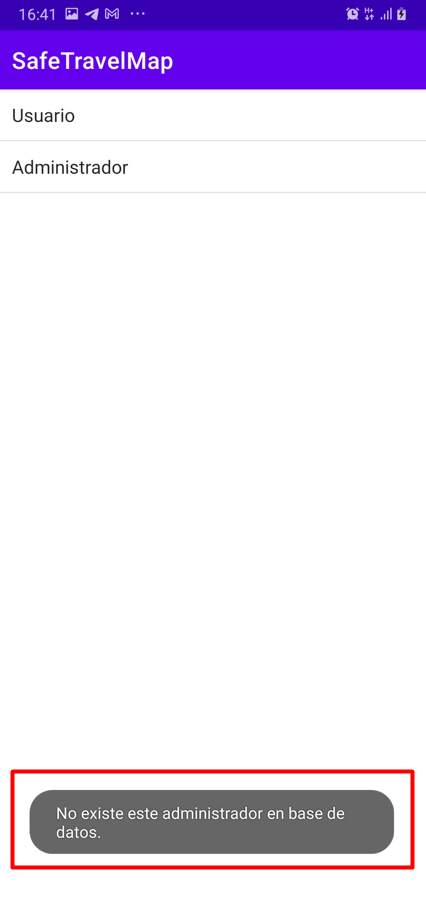 16:41
SafeTravelMap
Usuario
Administrador
No existe este administrador en base de
datos.